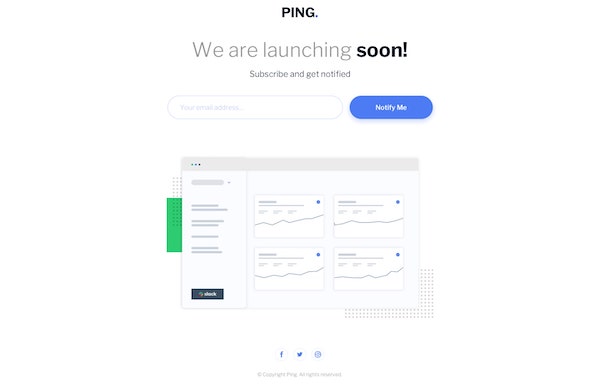 PING.
We are launching soon!
Subscribe and get notified
Your email address...
Notify Me
slack
© Copyright Ping. All rights reserved.